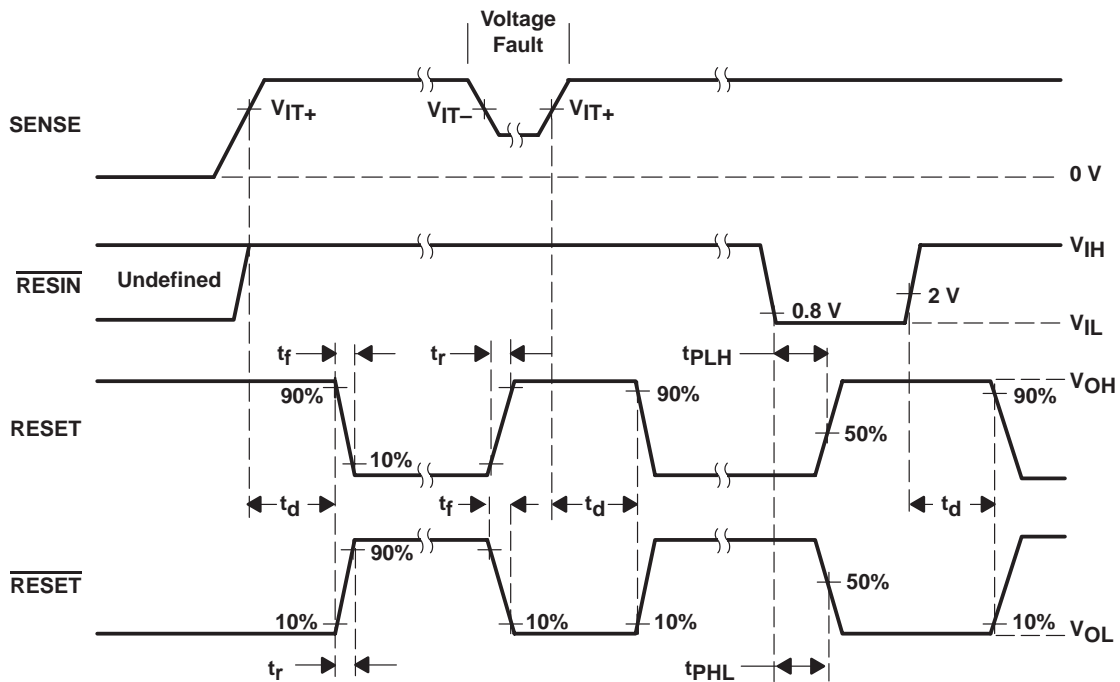 Voltage
Fault
SENSE
VIT+
VIT–
VIT+
0 V
RESIN
Undefined
VIH
0.8 V
2 V
VIL
tf
tr
tPLH
RESET
90%
10%
90%
50%
VOH
90%
td
tf
td
td
RESET
90%
10%
10%
10%
50%
10%
VOL
tr
tPHL